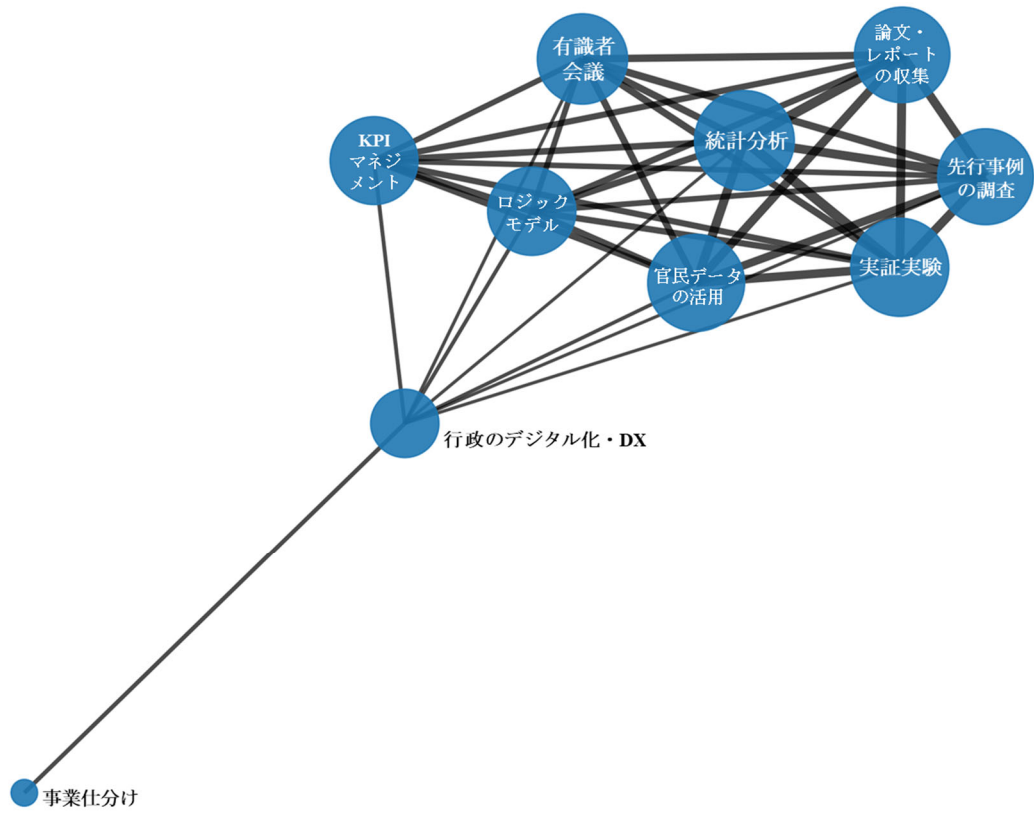 有識者
会議
論文・
レポート
の収集
KPI
マネジ
メント
統計分析
先行事例
の調査
ロジック
モデル
官民データ
の活用
実証実験
行政のデジタル化・DX
事業仕分け